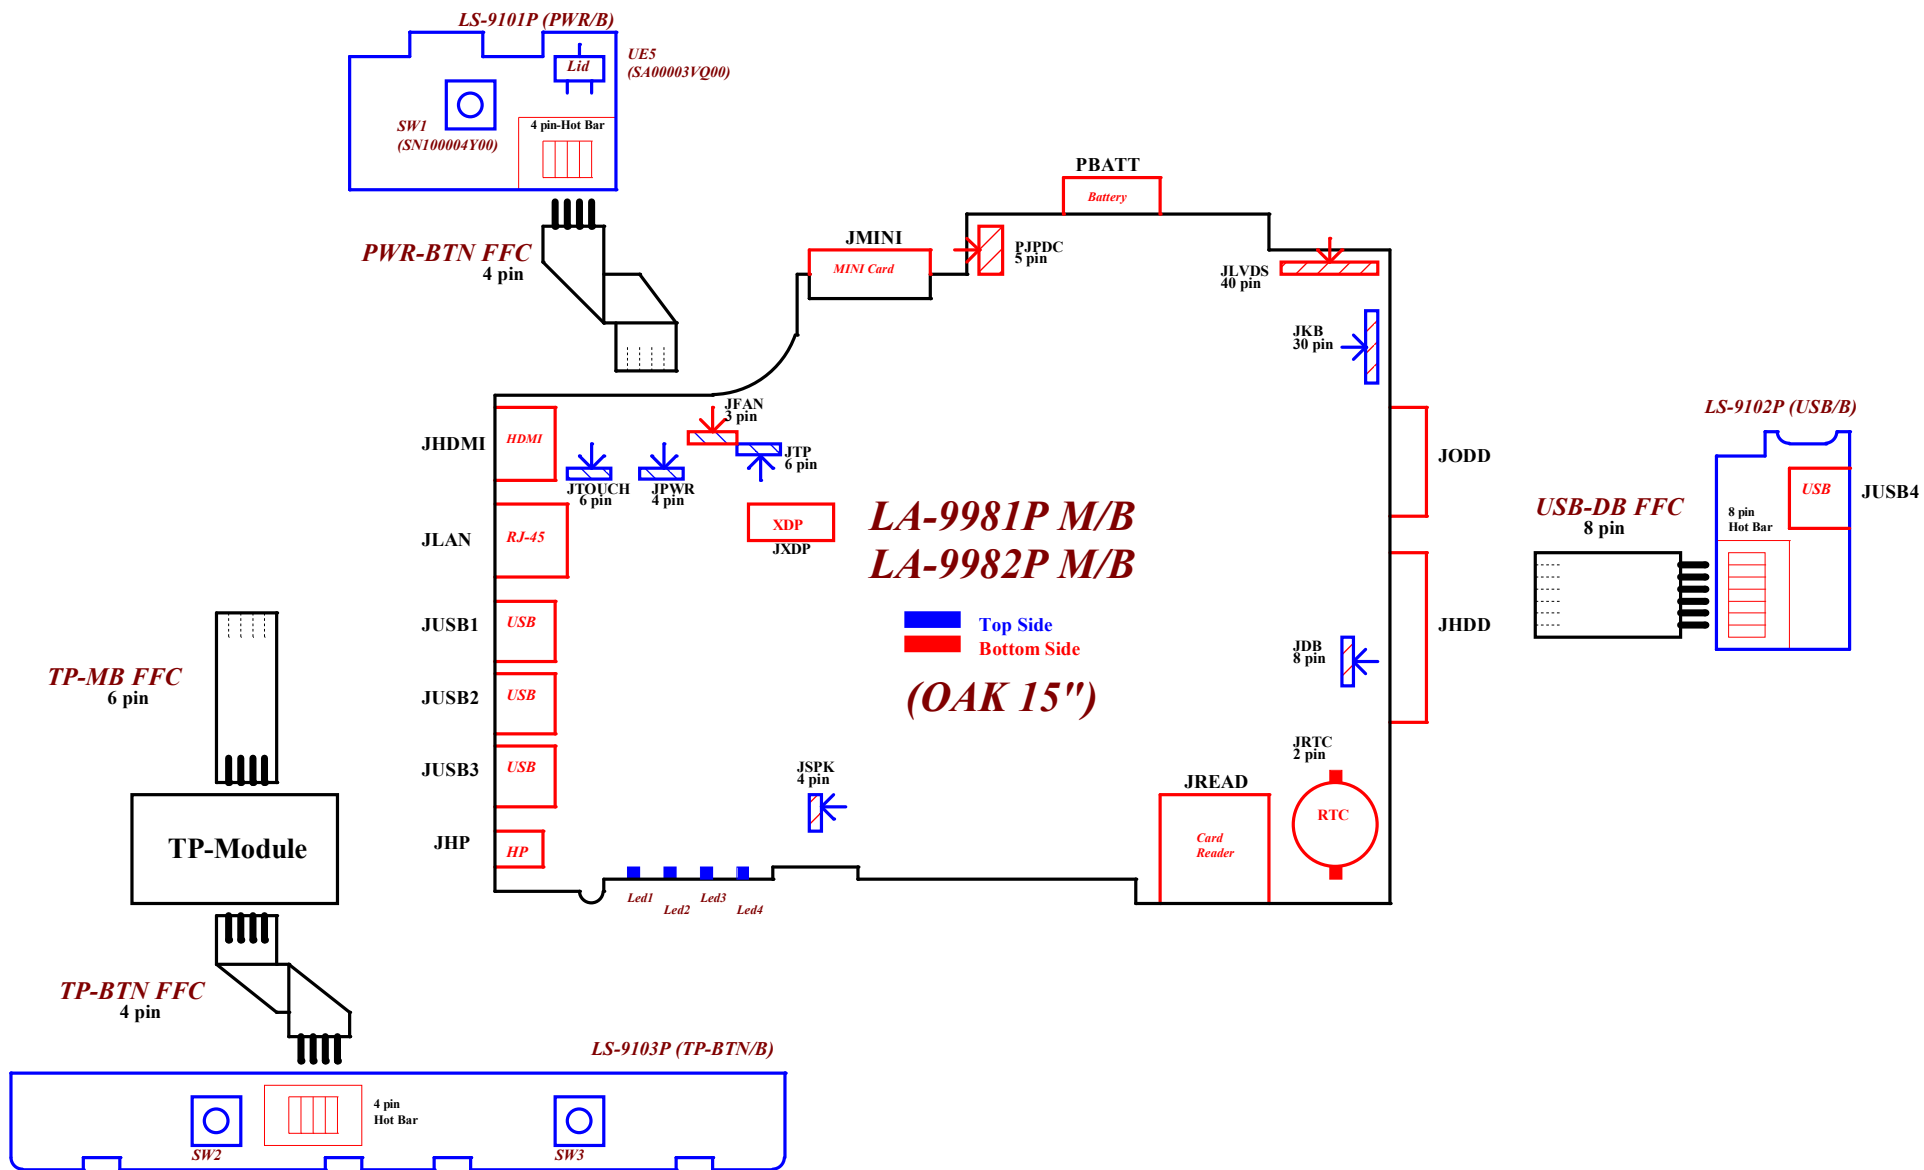 LS-9101P (PWR/B)
UE5
(SA00003VQ00)
Lid
SW1
(SN100004Y00)
4 pin-Hot Bar
PWR-BTN FFC
4 pin
PBATT
Battery
JMINI
MINI Card
PJPDC
5 pin
JLVDS
40 pin
JKB
30 pin
JFAN
3 pin
JTP
6 pin
JHDMI
HDMI
JTOUCH
6 pin
JPWR
4 pin
JLAN
RJ-45
XDP
JXDP
LA-9981P M/B
LA-9982P M/B
Top Side
Bottom Side
(OAK 15")
JODD
JHDD
JDB
8 pin
JRTC
2 pin
RTC
LS-9102P (USB/B)
USB
JUSB4
8 pin
Hot Bar
USB-DB FFC
8 pin
JUSB1
USB
JUSB2
USB
JUSB3
USB
JHP
HP
JSPK
4 pin
JREAD
Card
Reader
Led1
Led2
Led3
Led4
TP-MB FFC
6 pin
TP-Module
TP-BTN FFC
4 pin
LS-9103P (TP-BTN/B)
4 pin
Hot Bar
SW2
SW3